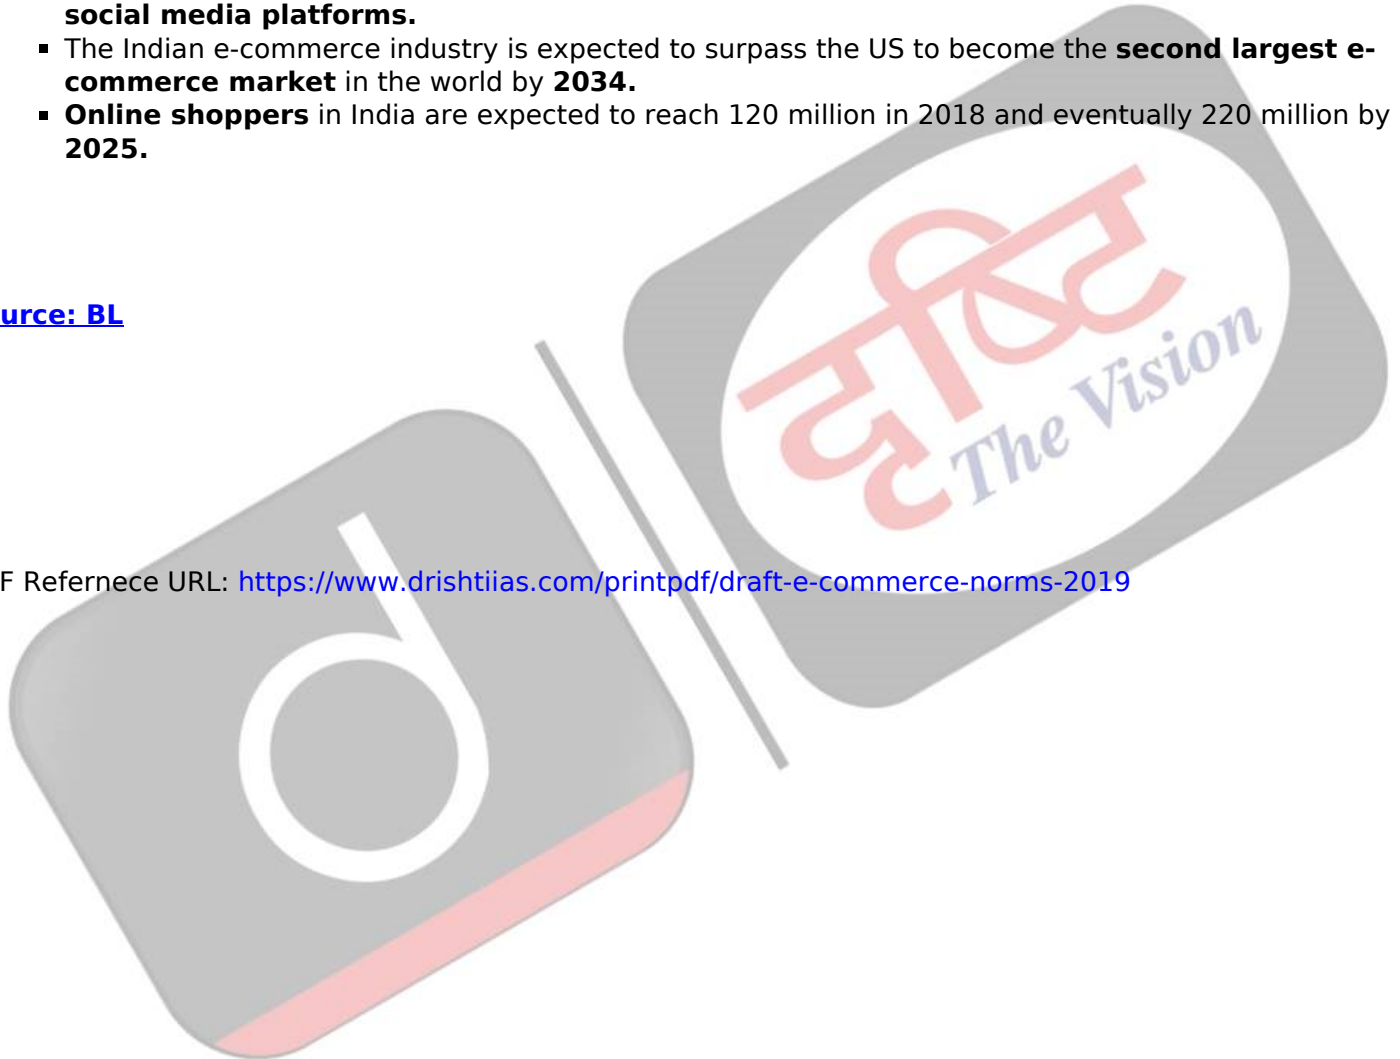 social media platforms.
▪ The Indian e-commerce industry is expected to surpass the US to become the second largest e-
commerce market in the world by 2034.
▪ Online shoppers in India are expected to reach 120 million in 2018 and eventually 220 million by
2025.
दृष्टि
The Vision
urce: BL
F Refernece URL: https://www.drishtiias.com/printpdf/draft-e-commerce-norms-2019